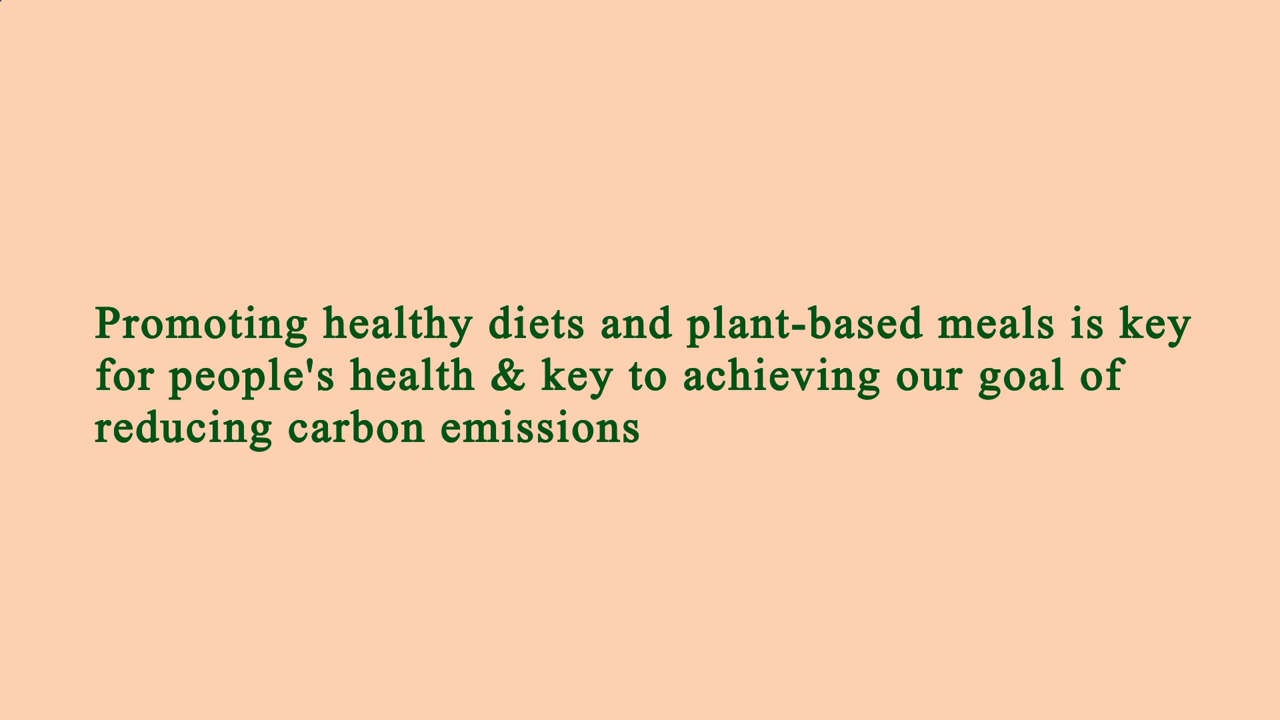 Promoting healthy diets and plant-based meals is key
for people's health & key to achieving our goal of
reducing carbon emissions